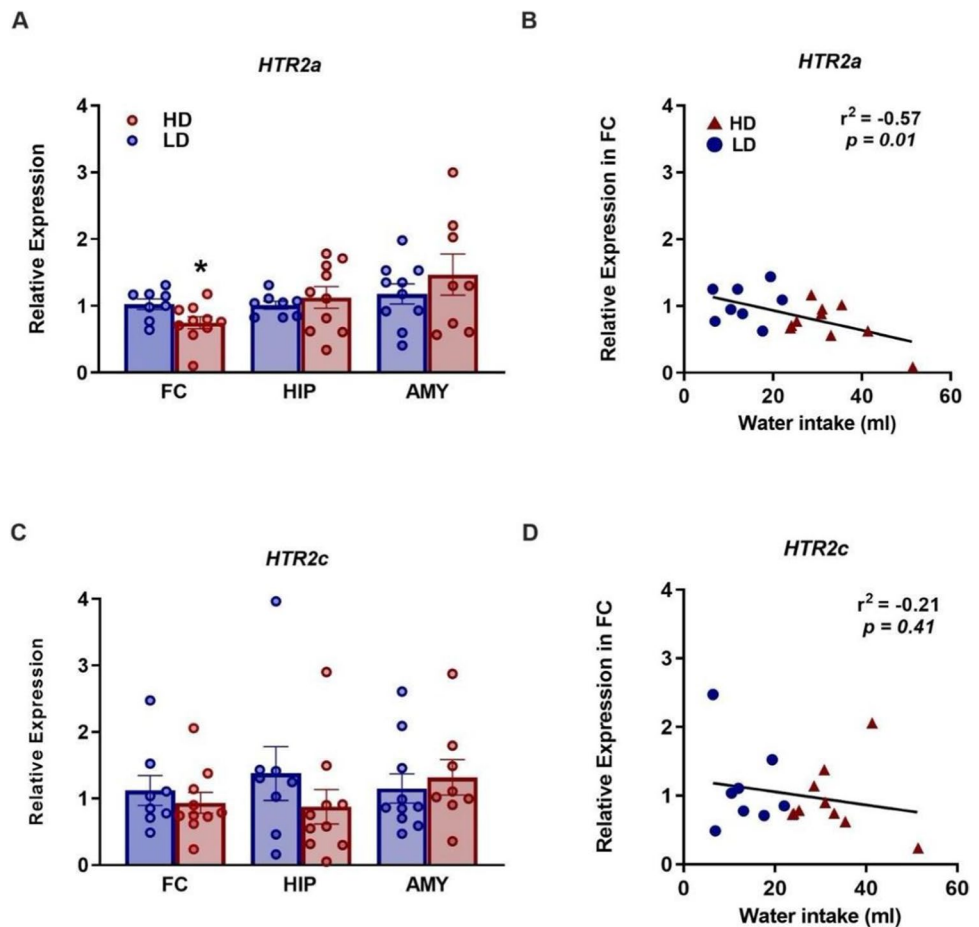 A
HTR2a
Relative Expression
4
3
2
1
0
HD
LD
*
FC HIP AMY
B
HTR2a
Relative Expression in FC
4
3
2
1
0
HD
LD
r² = -0.57
p = 0.01
0 20 40 60
Water intake (ml)
C
HTR2c
Relative Expression
4
3
2
1
0
FC HIP AMY
D
HTR2c
Relative Expression in FC
4
3
2
1
0
r² = -0.21
p = 0.41
0 20 40 60
Water intake (ml)